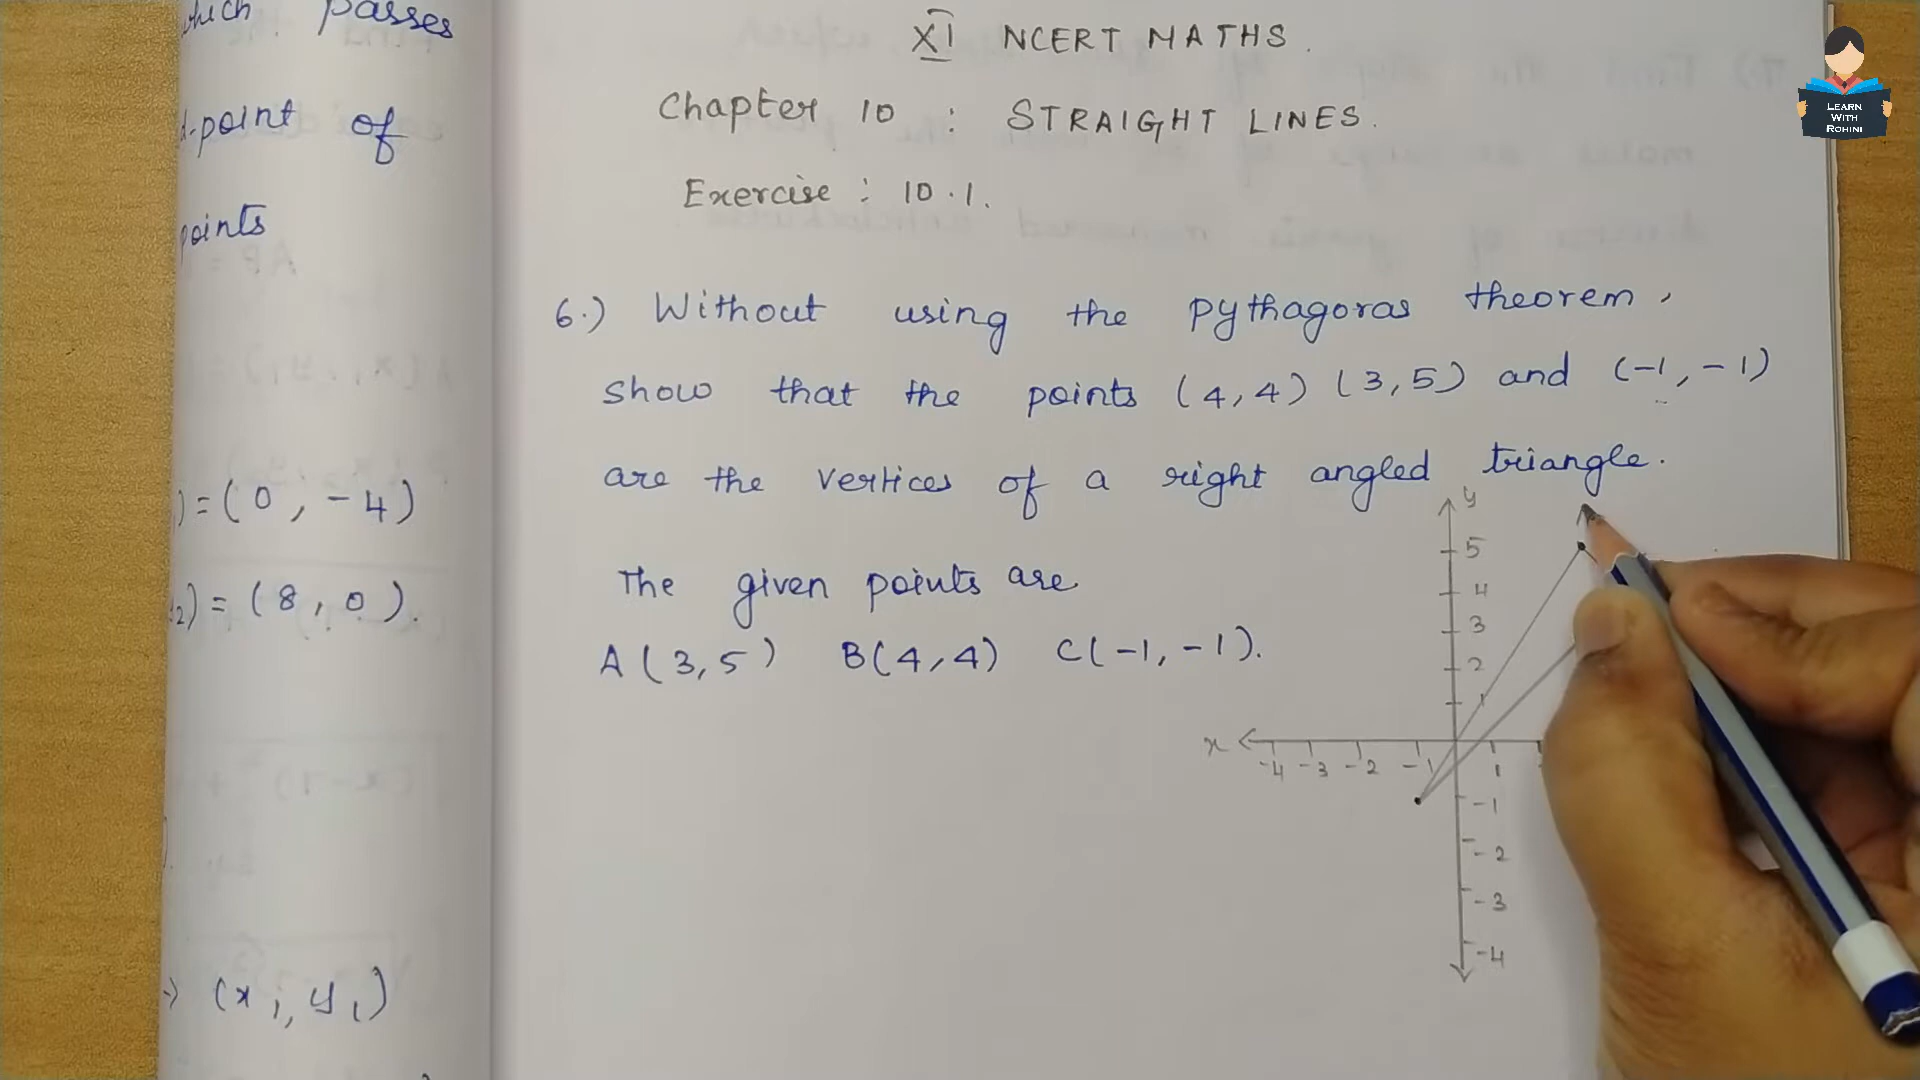 which passes
d-point of
points
) = (0, -4)
2) = (8, 0).
-> (x1, y1)
XI NCERT MATHS.
Chapter 10 : STRAIGHT LINES.
Exercise : 10.1.
6.) Without using the pythagoras theorem,
show that the points (4,4) (3,5) and (-1,-1)
are the vertices of a right angled triangle.
The given points are
A(3,5) B(4,4) C(-1,-1).
y
5
4
3
2
1
x -4 -3 -2 -1 1
-1
-2
-3
-4
LEARN
WITH
ROHINI